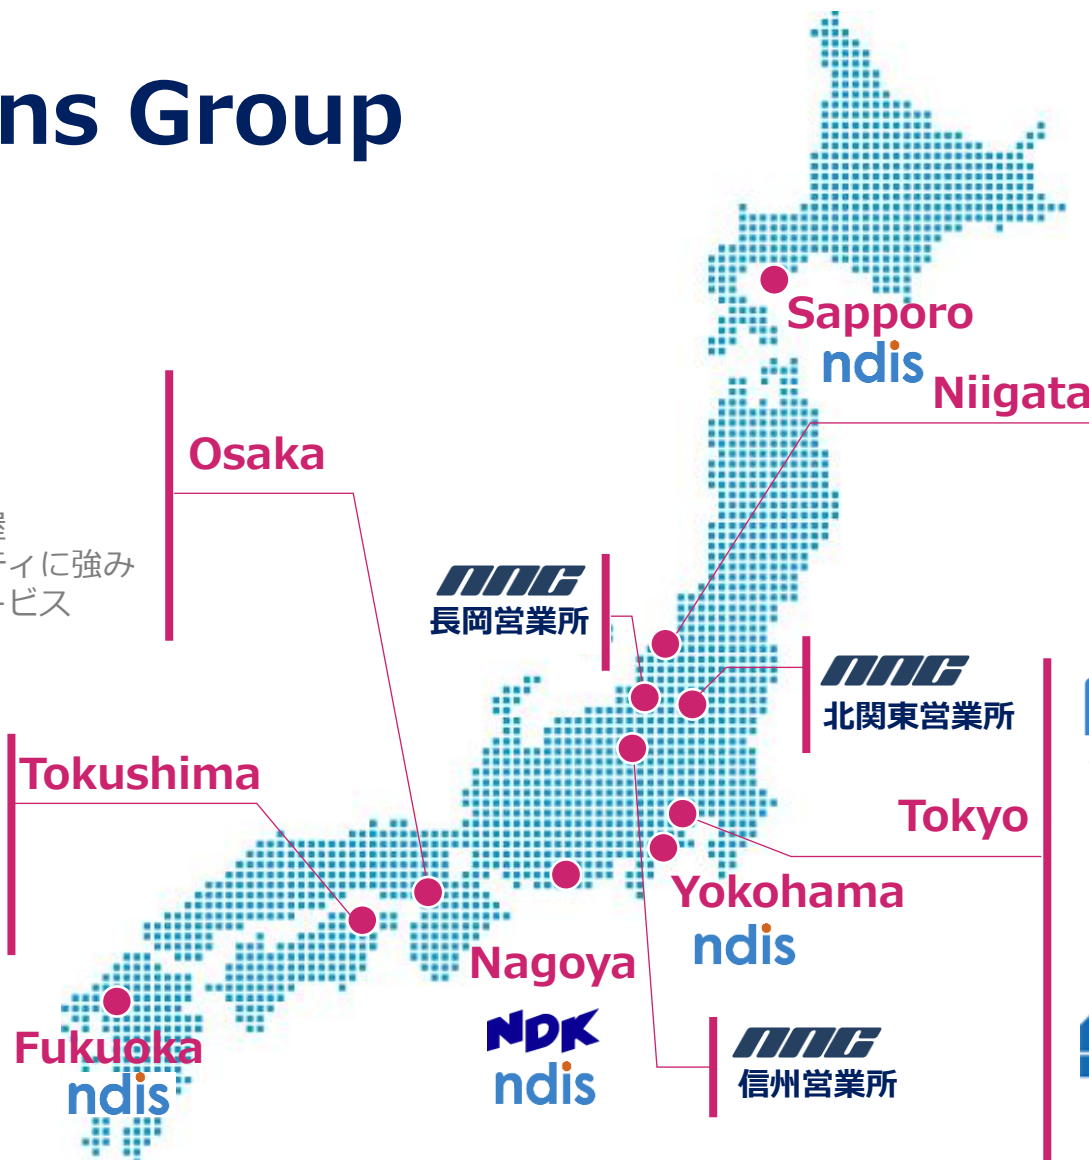 ns Group
Sapporo
ndis
Niigata
Osaka
屋
ティに強み
ービス
nnc
長岡営業所
nnc
北関東営業所
Tokushima
Tokyo
Yokohama
ndis
Nagoya
NDK
ndis
Fukuoka
ndis
nnc
信州営業所